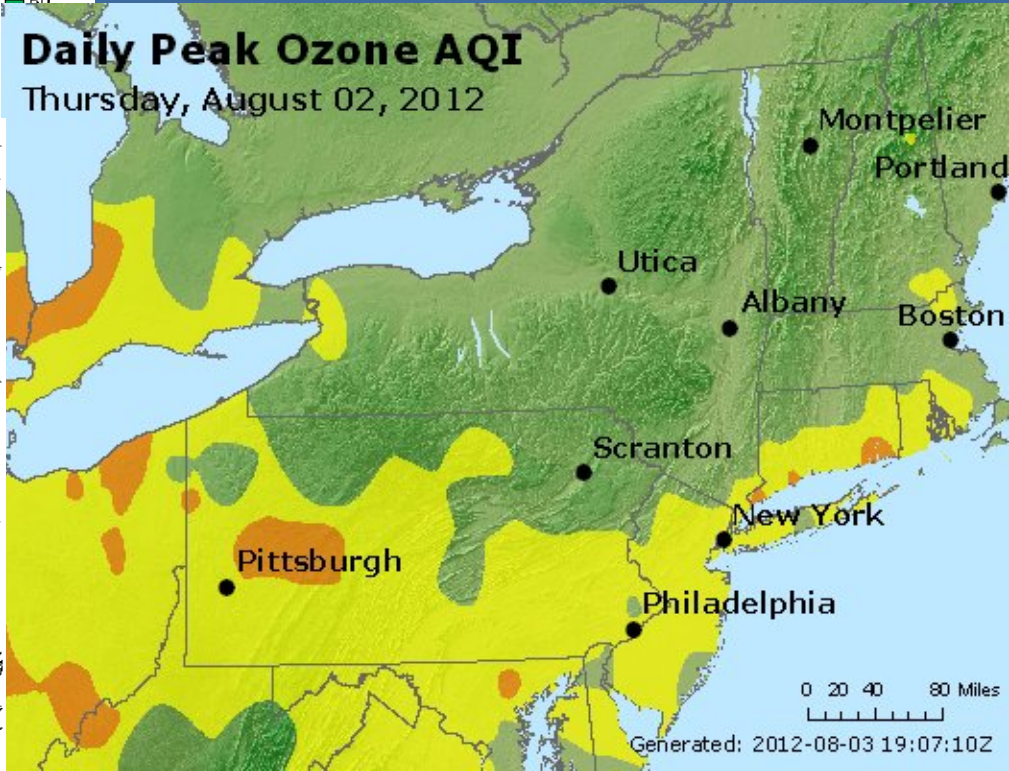 Daily Peak Ozone AQI
Thursday, August 02, 2012
Montpelier
Portland
Utica
Albany
Boston
Scranton
New York
Pittsburgh
Philadelphia
0 20 40 80 Miles
Generated: 2012-08-03 19:07:10Z